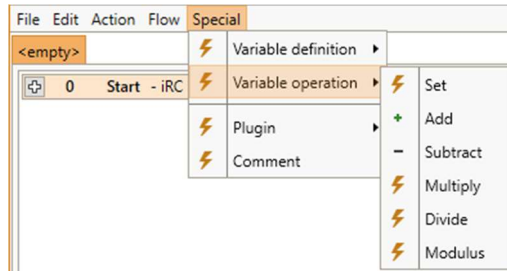 File Edit Action Flow Special
<empty>
Variable definition
0 Start - iRC
Variable operation
Set
Add
Plugin
Subtract
Comment
Multiply
Divide
Modulus